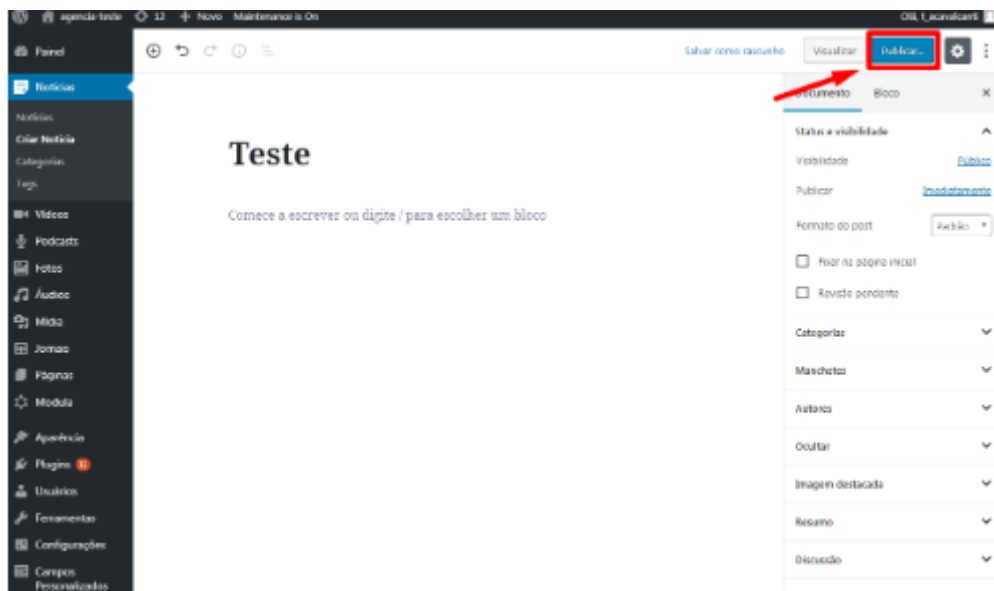 agencia-teste 12 + Novo Maintenance is On
Olá, t_acavalcanti
Painel
Salvar como rascunho Visualizar Publicar...
Notícias
Notícias
Criar Notícia
Categorias
Tags
Vídeos
Podcasts
Fotos
Áudios
Mídia
Jornais
Páginas
Modula
Aparência
Plugins
Usuários
Ferramentas
Configurações
Campos
Personalizados
Teste
Comece a escrever ou digite / para escolher um bloco
Documento Bloco
Status e visibilidade
Visibilidade Público
Publicar Imediatamente
Formato do post Padrão
Fixar na página inicial
Revisão pendente
Categorias
Manchetes
Autores
Ocultar
Imagem destacada
Resumo
Discussão